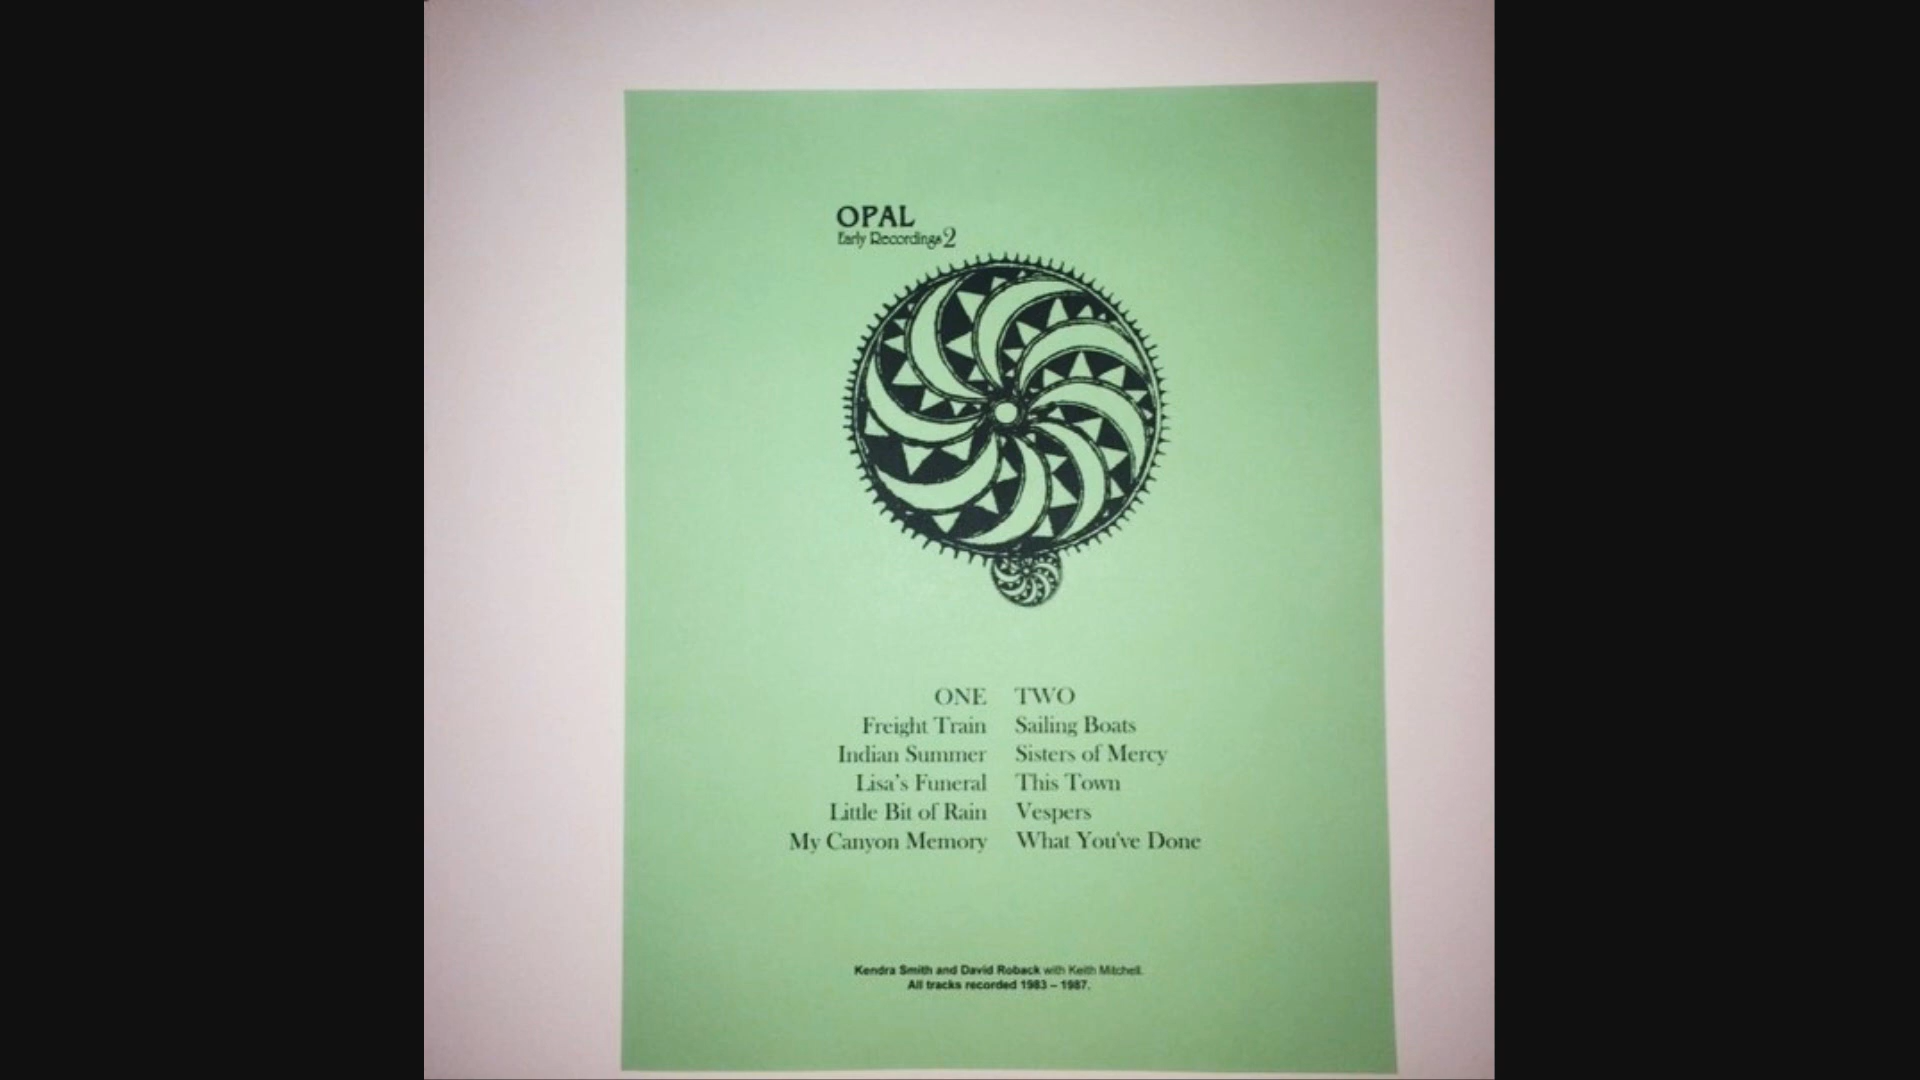 OPAL
Early Recordings 2
ONE
Freight Train
Indian Summer
Lisa's Funeral
Little Bit of Rain
My Canyon Memory
TWO
Sailing Boats
Sisters of Mercy
This Town
Vespers
What You've Done
Kendra Smith and David Roback with Keith Mitchell.
All tracks recorded 1983 – 1987.